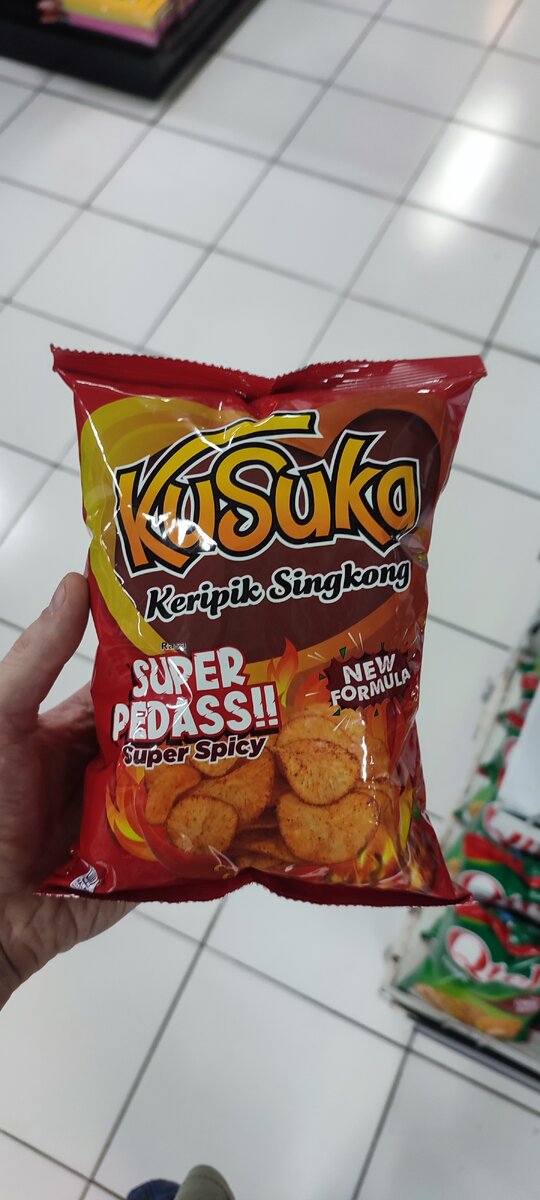 KuSuka
Keripik Singkong
Rasa
SUPER
PEDASS!!
Super Spicy
NEW
FORMULA